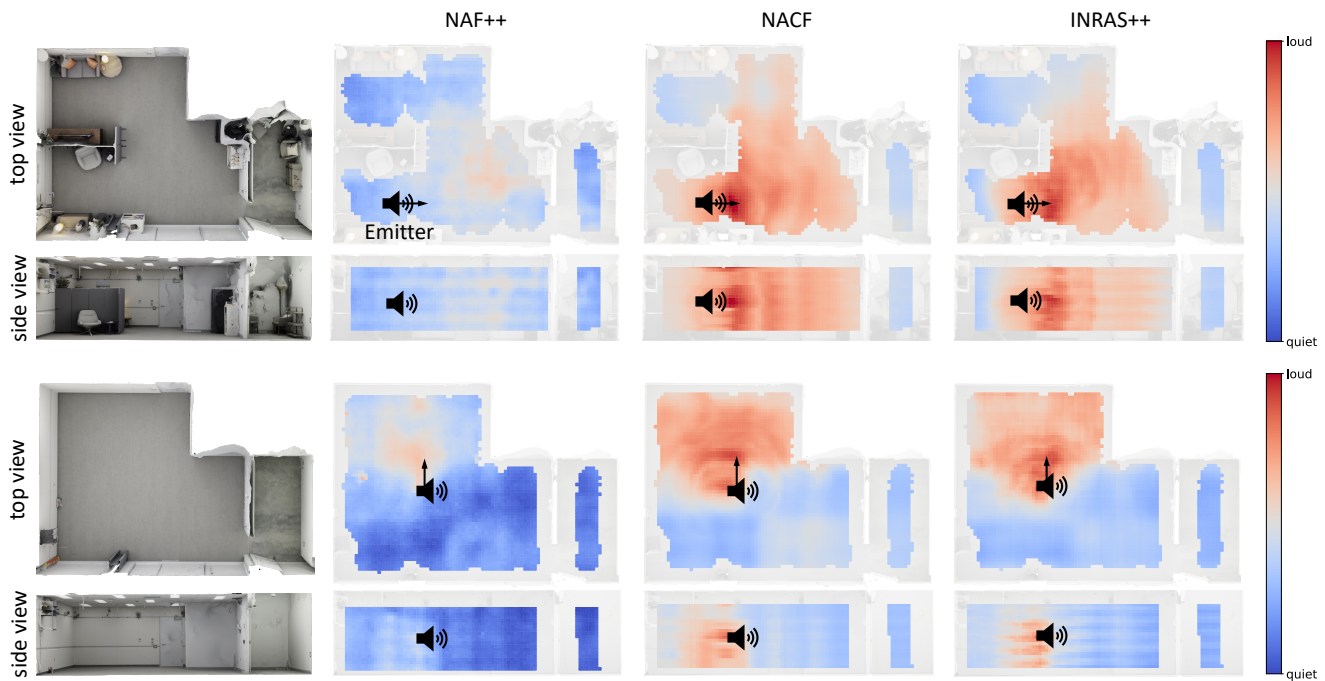 NAF++ NACF INRAS++
top view
Emitter
side view
loud
quiet
top view
side view
loud
quiet